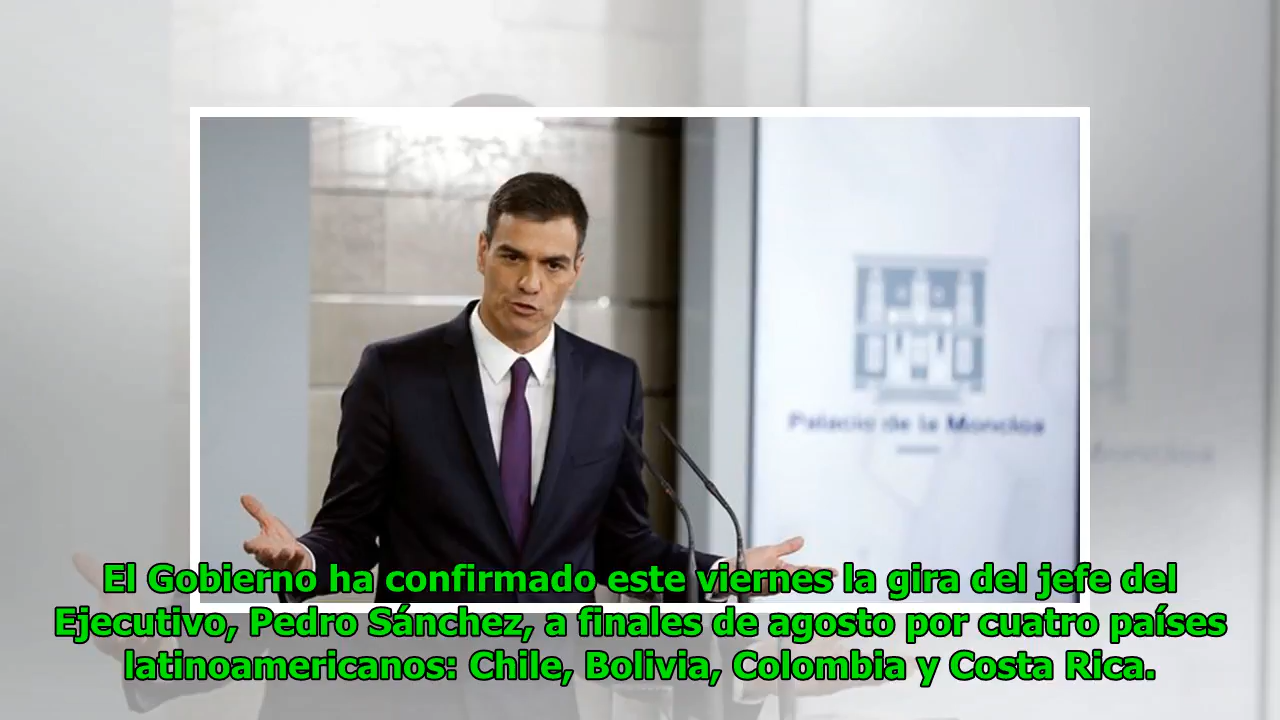 Palacio de la Moncloa
El Gobierno ha confirmado este viernes la gira del jefe del
Ejecutivo, Pedro Sánchez, a finales de agosto por cuatro países
latinoamericanos: Chile, Bolivia, Colombia y Costa Rica.